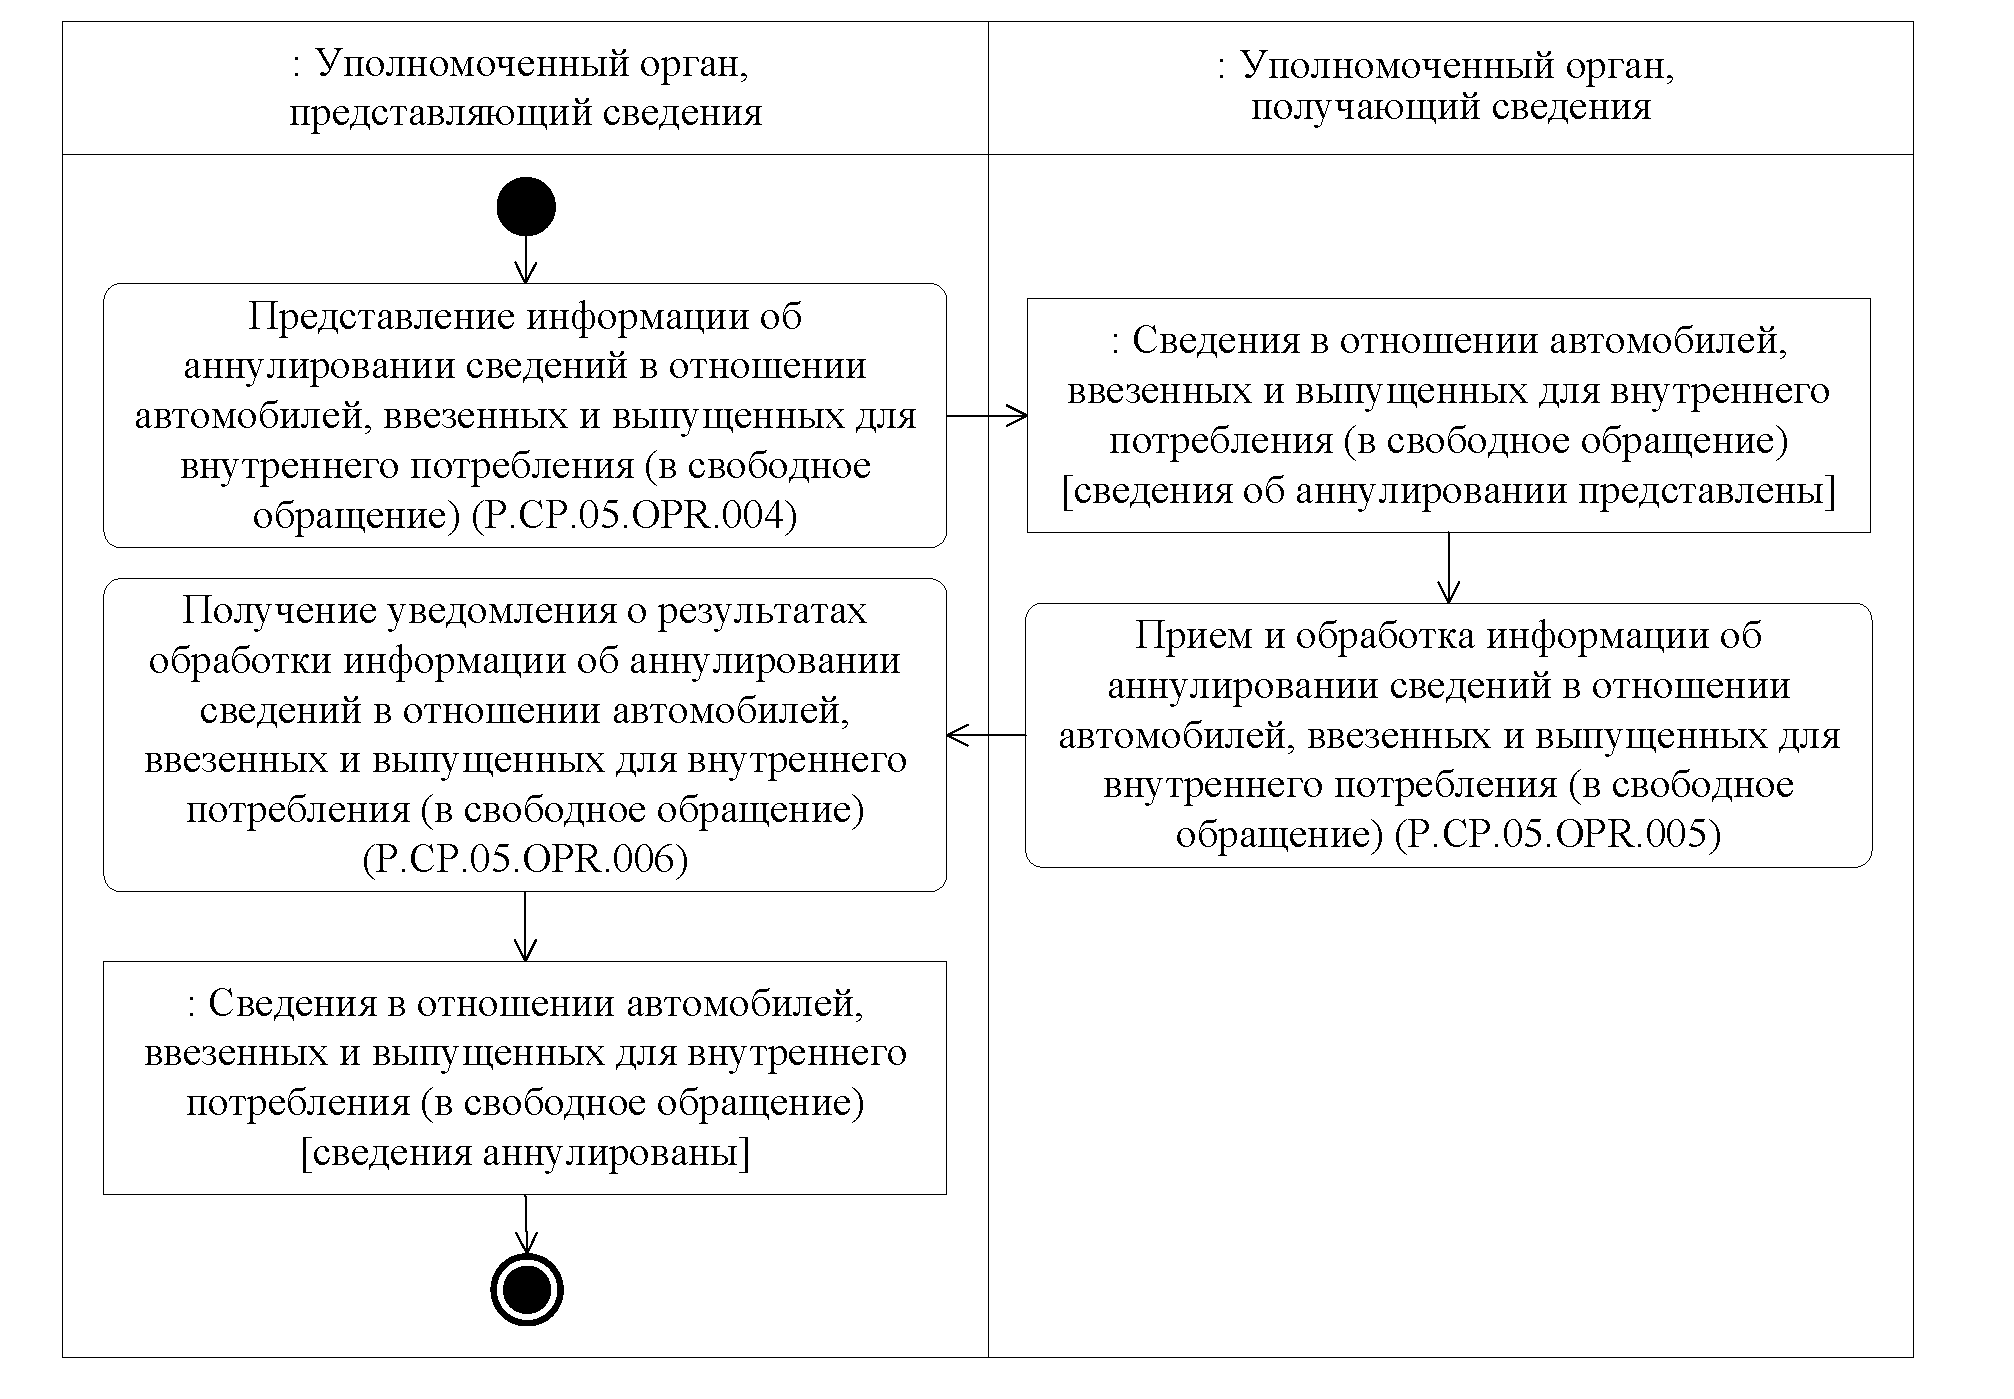 : Уполномоченный орган,
представляющий сведения
: Уполномоченный орган,
получающий сведения
Представление информации об
аннулировании сведений в отношении
автомобилей, ввезенных и выпущенных для
внутреннего потребления (в свободное
обращение) (P.CP.05.OPR.004)
: Сведения в отношении автомобилей,
ввезенных и выпущенных для внутреннего
потребления (в свободное обращение)
[сведения об аннулировании представлены]
Прием и обработка информации об
аннулировании сведений в отношении
автомобилей, ввезенных и выпущенных для
внутреннего потребления (в свободное
обращение) (P.CP.05.OPR.005)
Получение уведомления о результатах
обработки информации об аннулировании
сведений в отношении автомобилей,
ввезенных и выпущенных для внутреннего
потребления (в свободное обращение)
(P.CP.05.OPR.006)
: Сведения в отношении автомобилей,
ввезенных и выпущенных для внутреннего
потребления (в свободное обращение)
[сведения аннулированы]